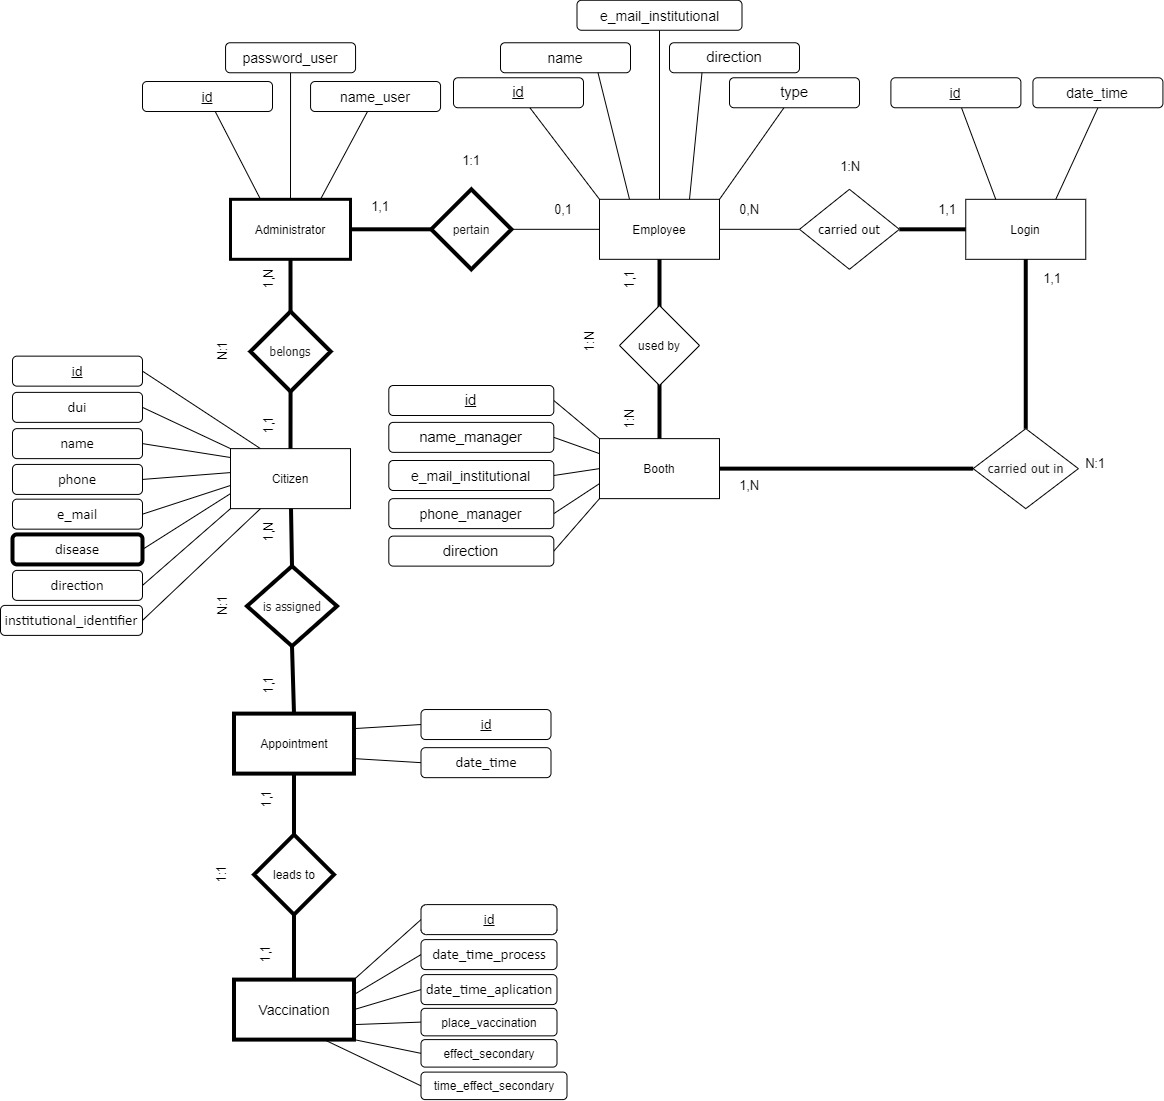 e_mail_institutional
password_user
name
direction
id
name_user
id
type
id
date_time
1:1
1:N
1,1
0,1
0,N
1,1
Administrator
pertain
Employee
carried out
Login
1,N
1,1
1,1
N:1
belongs
1:N
used by
id
dui
name
phone
e_mail
disease
direction
institutional_identifier
1,1
Citizen
1:N
id
name_manager
e_mail_institutional
phone_manager
direction
Booth
1,N
carried out in
N:1
1,N
N:1
is assigned
1,1
Appointment
id
date_time
1,1
1:1
leads to
1,1
Vaccination
id
date_time_process
date_time_aplication
place_vaccination
effect_secondary
time_effect_secondary